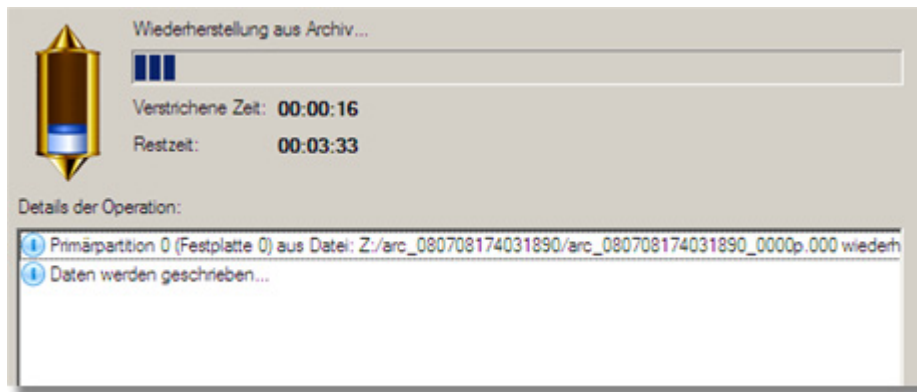 Wiederherstellung aus Archiv...
Verstrichene Zeit: 00:00:16
Restzeit: 00:03:33
Details der Operation:
Primärpartition 0 (Festplatte 0) aus Datei: Z:/arc_080708174031890/arc_080708174031890_0000p.000 wiederh
Daten werden geschrieben...